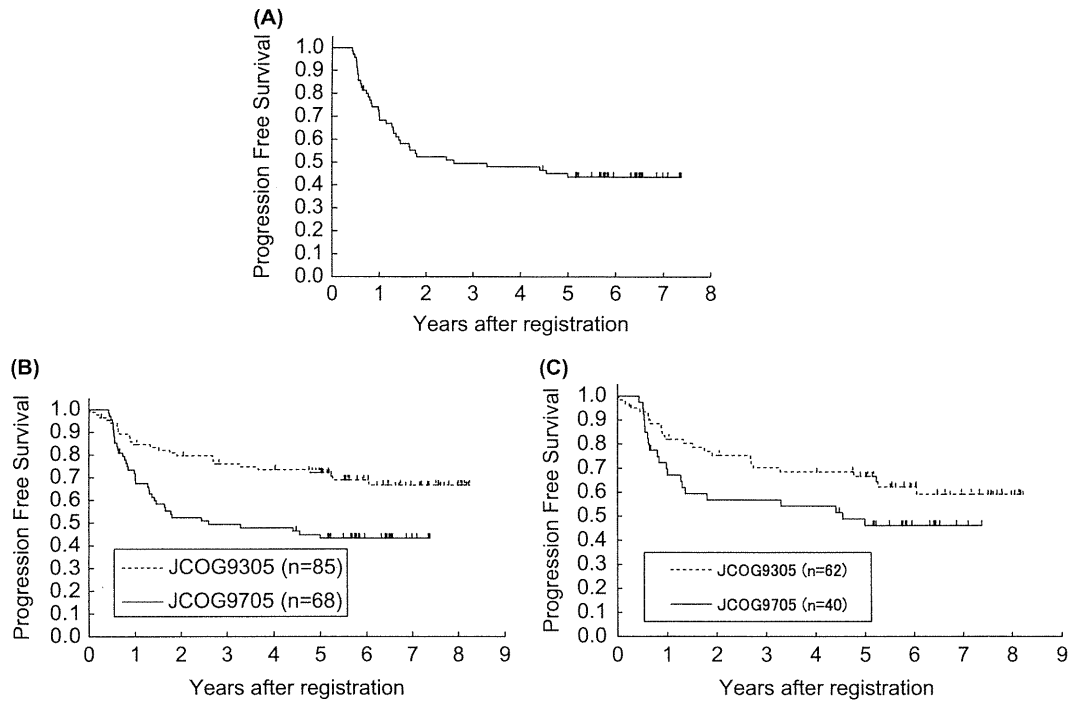 (A)
Progression Free Survival
1.0
0.9
0.8
0.7
0.6
0.5
0.4
0.3
0.2
0.1
0.0
0 1 2 3 4 5 6 7 8
Years after registration
(B)
Progression Free Survival
1.0
0.9
0.8
0.7
0.6
0.5
0.4
0.3
0.2
0.1
0.0
JCOG9305 (n=85)
JCOG9705 (n=68)
0 1 2 3 4 5 6 7 8 9
Years after registration
(C)
Progression Free Survival
1.0
0.9
0.8
0.7
0.6
0.5
0.4
0.3
0.2
0.1
0.0
JCOG9305 (n=62)
JCOG9705 (n=40)
0 1 2 3 4 5 6 7 8 9
Years after registration